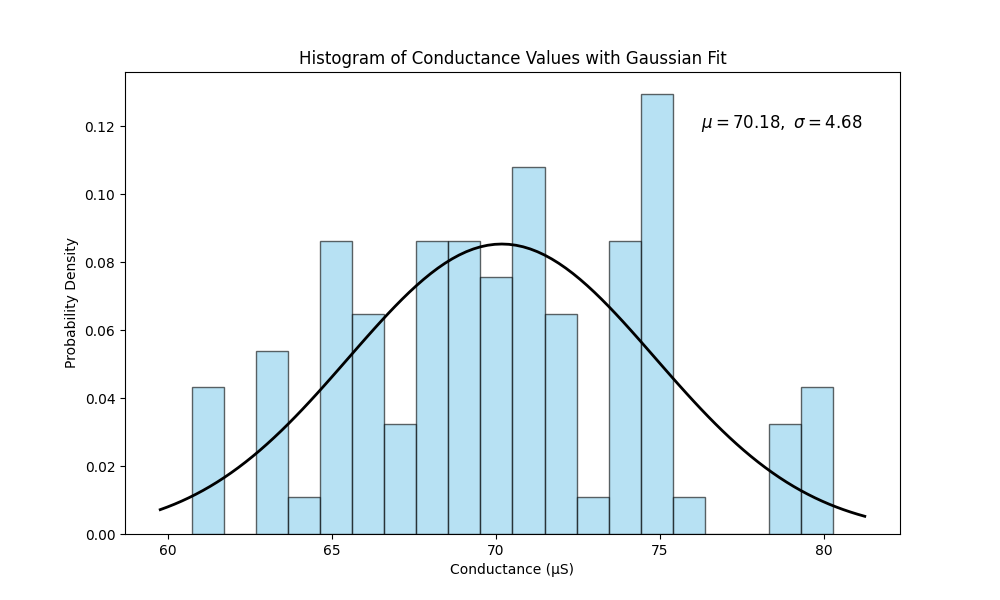 Histogram of Conductance Values with Gaussian Fit
μ = 70.18, σ = 4.68
Probability Density
0.12
0.10
0.08
0.06
0.04
0.02
0.00
60 65 70 75 80
Conductance (μS)